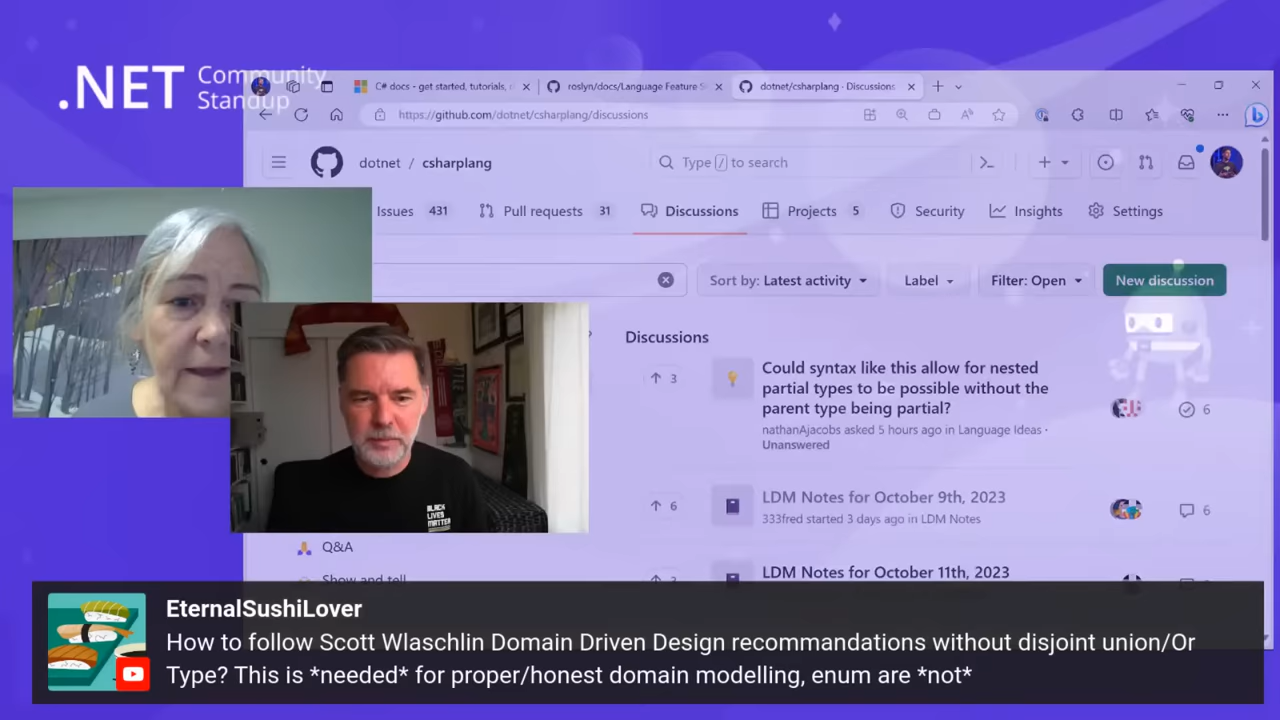 .NET Community
Standup
C# docs - get started, tutorials, r
roslyn/docs/Language Feature S
dotnet/csharplang · Discussions
https://github.com/dotnet/csharplang/discussions
dotnet / csharplang
Type / to search
Issues 431
Pull requests 31
Discussions
Projects 5
Security
Insights
Settings
Sort by: Latest activity
Label
Filter: Open
New discussion
Discussions
3
Could syntax like this allow for nested
partial types to be possible without the
parent type being partial?
nathanAjacobs asked 5 hours ago in Language Ideas ·
Unanswered
6
6
LDM Notes for October 9th, 2023
333fred started 3 days ago in LDM Notes
6
LDM Notes for October 11th, 2023
Q&A
Show and tell
BLACK
LIVES
MATTER
EternalSushiLover
How to follow Scott Wlaschlin Domain Driven Design recommandations without disjoint union/Or
Type? This is *needed* for proper/honest domain modelling, enum are *not*